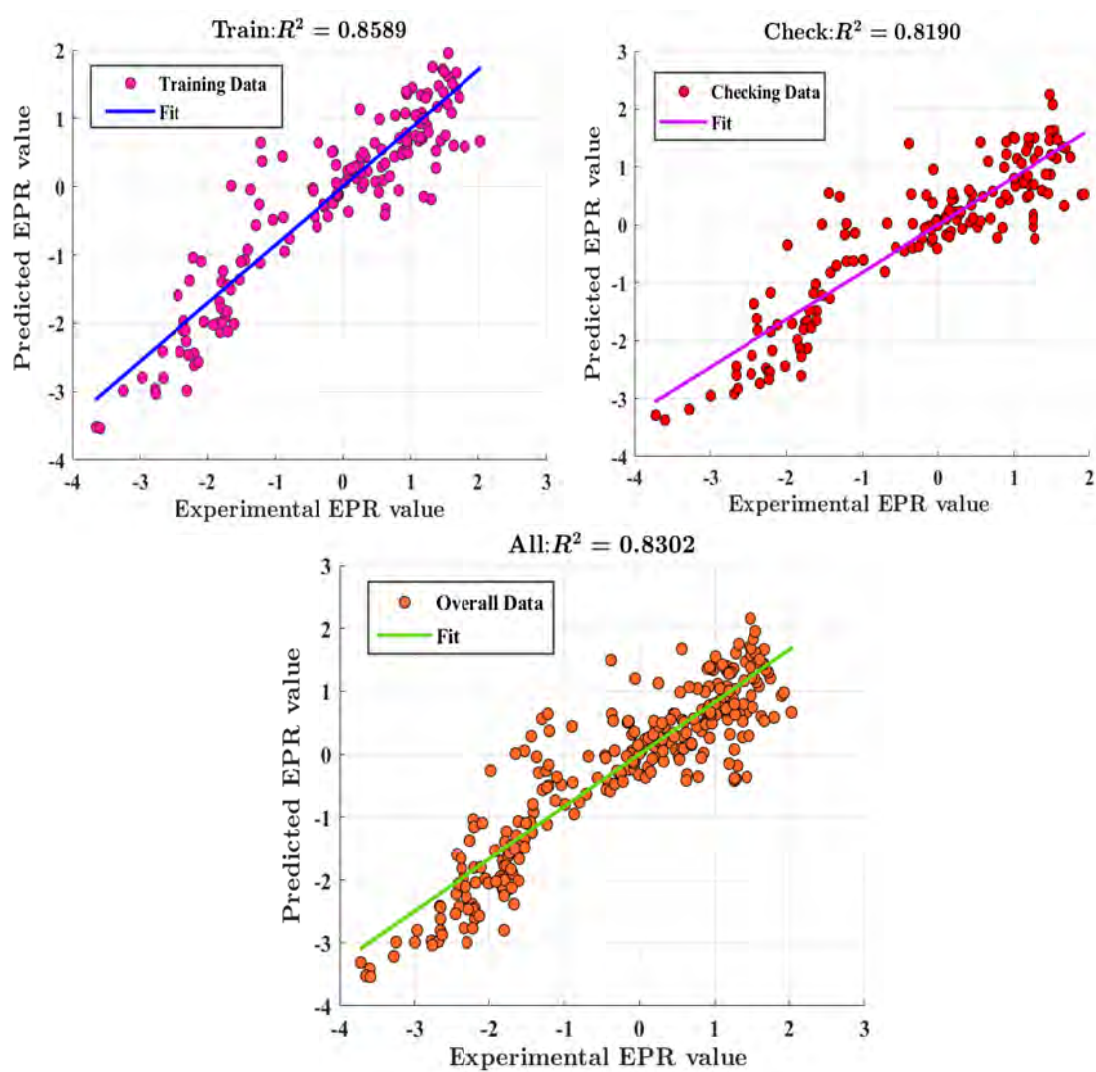 Train:R² = 0.8589
Training Data
Fit
Predicted EPR value
2
1
0
-1
-2
-3
-4
-4 -3 -2 -1 0 1 2 3
Experimental EPR value
Check:R² = 0.8190
Checking Data
Fit
Predicted EPR value
3
2
1
0
-1
-2
-3
-4
-4 -3 -2 -1 0 1 2
Experimental EPR value
All:R² = 0.8302
Overall Data
Fit
Predicted EPR value
3
2
1
0
-1
-2
-3
-4
-4 -3 -2 -1 0 1 2 3
Experimental EPR value